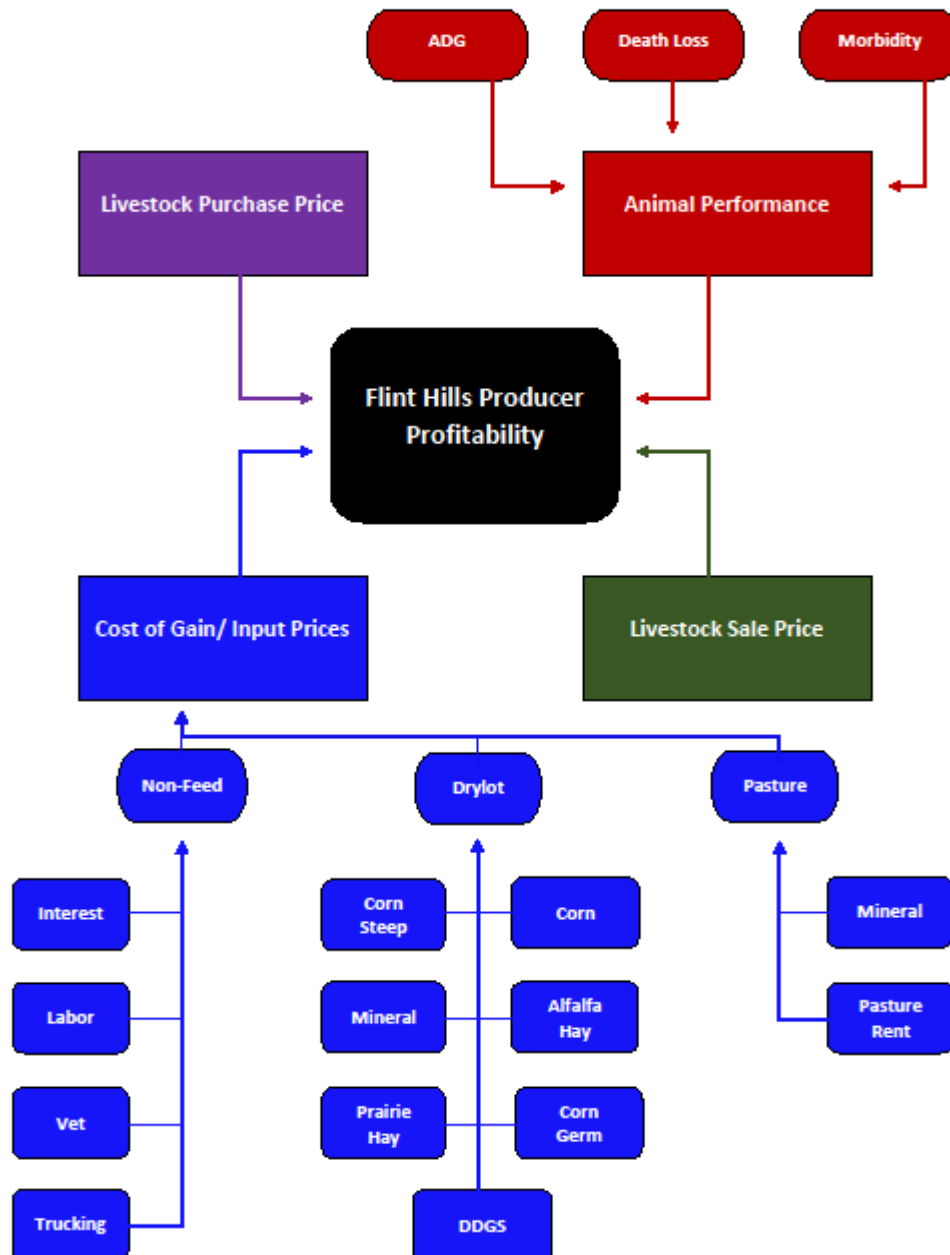 ADG
Death Loss
Morbidity
Livestock Purchase Price
Animal Performance
Flint Hills Producer
Profitability
Cost of Gain/ Input Prices
Livestock Sale Price
Non-Feed
Drylot
Pasture
Interest
Corn
Steep
Corn
Mineral
Labor
Mineral
Alfalfa
Hay
Pasture
Rent
Vet
Prairie
Hay
Corn
Germ
Trucking
DDGS